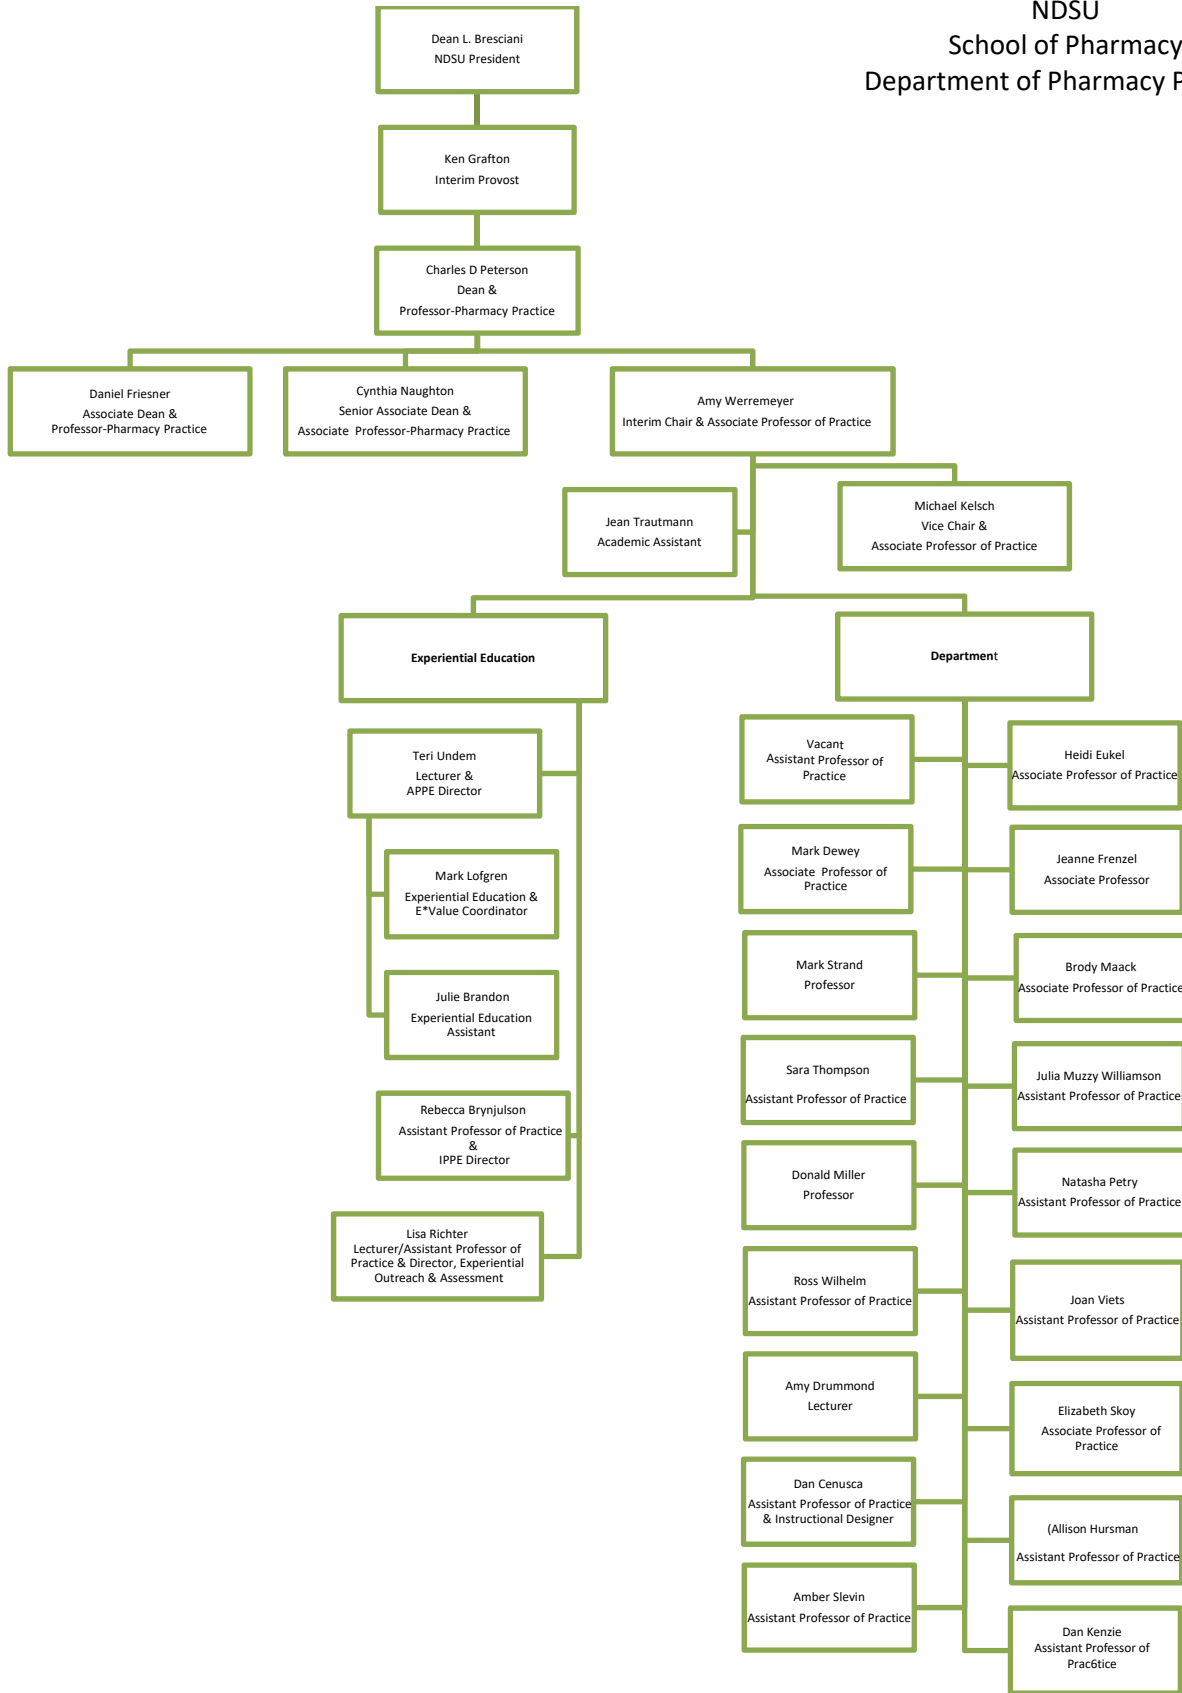 NDSU
School of Pharmacy
Department of Pharmacy P
Dean L. Bresciani
NDSU President
Ken Grafton
Interim Provost
Charles D Peterson
Dean &
Professor-Pharmacy Practice
Daniel Friesner
Associate Dean &
Professor-Pharmacy Practice
Cynthia Naughton
Senior Associate Dean &
Associate Professor-Pharmacy Practice
Amy Werremeyer
Interim Chair & Associate Professor of Practice
Jean Trautmann
Academic Assistant
Michael Kelsch
Vice Chair &
Associate Professor of Practice
Experiential Education
Teri Undem
Lecturer &
APPE Director
Mark Lofgren
Experiential Education &
E*Value Coordinator
Julie Brandon
Experiential Education
Assistant
Rebecca Brynjulson
Assistant Professor of Practice
&
IPPE Director
Lisa Richter
Lecturer/Assistant Professor of
Practice & Director, Experiential
Outreach & Assessment
Department
Vacant
Assistant Professor of
Practice
Heidi Eukel
Associate Professor of Practice
Mark Dewey
Associate Professor of
Practice
Jeanne Frenzel
Associate Professor
Mark Strand
Professor
Brody Maack
Associate Professor of Practice
Sara Thompson
Assistant Professor of Practice
Julia Muzzy Williamson
Assistant Professor of Practice
Donald Miller
Professor
Natasha Petry
Assistant Professor of Practice
Ross Wilhelm
Assistant Professor of Practice
Joan Viets
Assistant Professor of Practice
Amy Drummond
Lecturer
Elizabeth Skoy
Associate Professor of
Practice
Dan Cenusca
Assistant Professor of Practice
& Instructional Designer
(Allison Hursman
Assistant Professor of Practice
Amber Slevin
Assistant Professor of Practice
Dan Kenzie
Assistant Professor of
Prac6tice